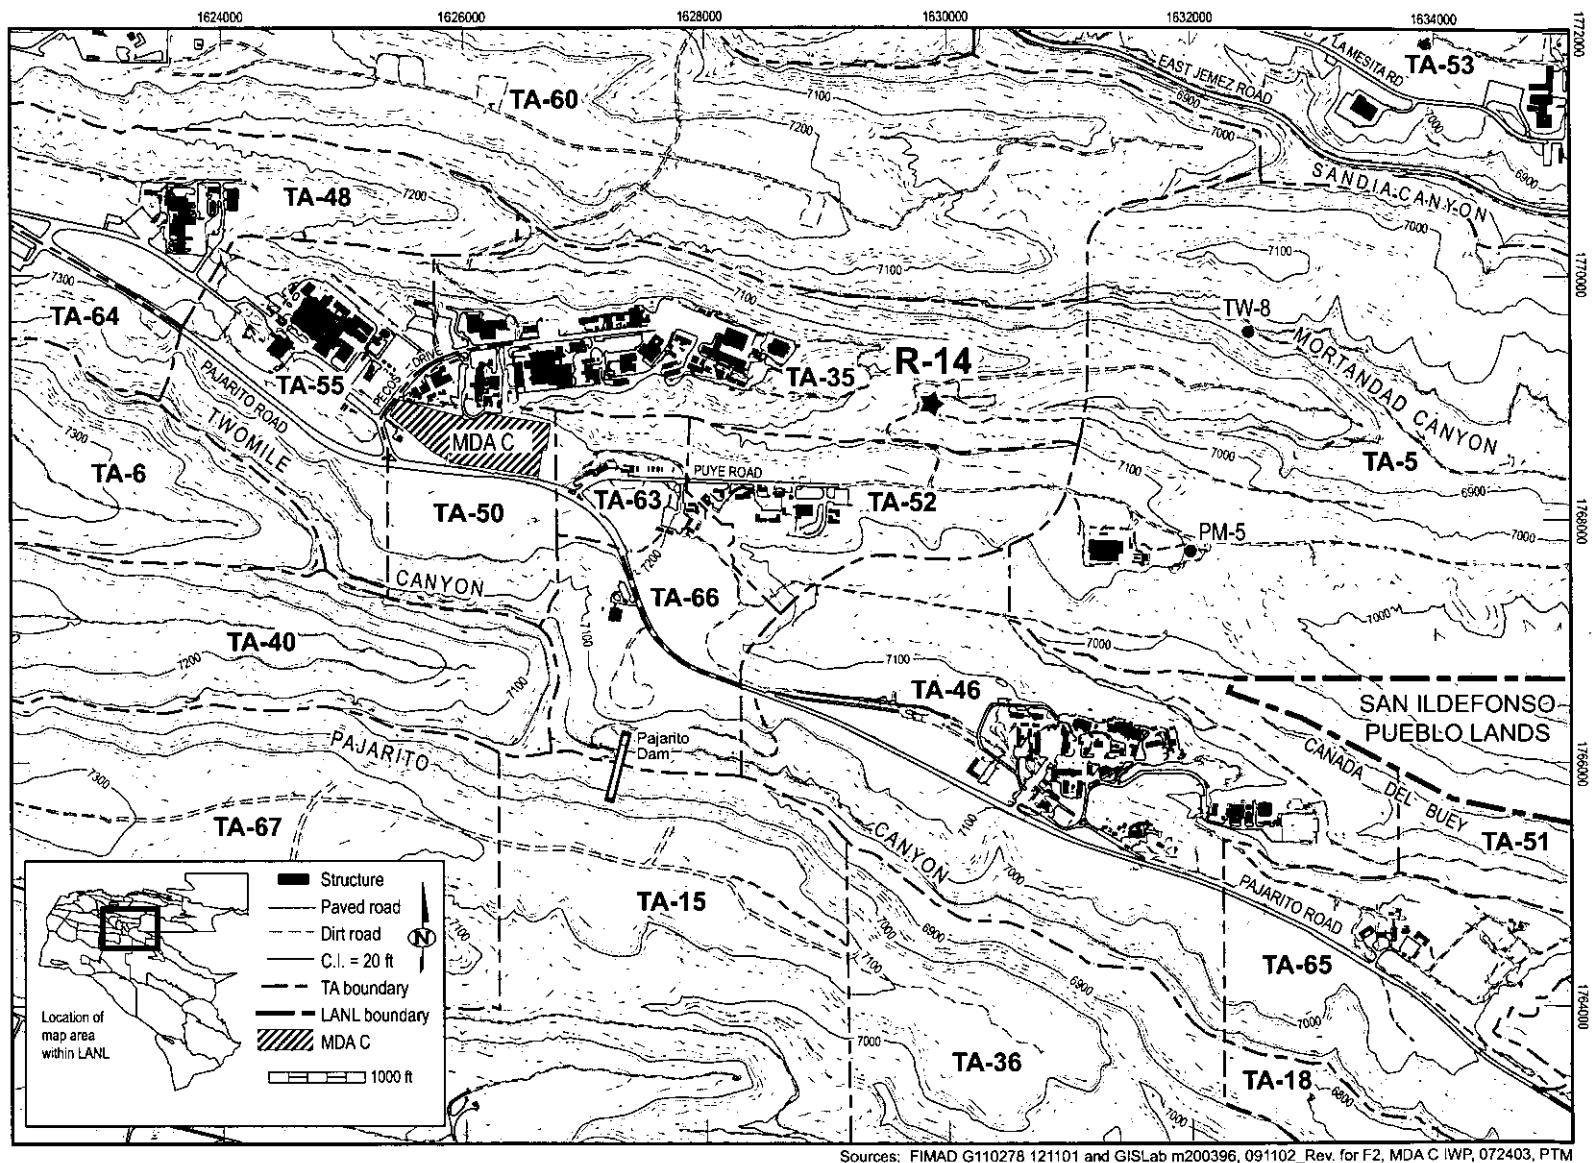 1624000
1626000
1628000
1630000
1632000
1634000
1772000
LA MESITA RD
TA-53
EAST JEMEZ ROAD
TA-60
7100
6900
7200
7000
7000
6900
SANDIA CANYON
TA-48
7200
7000
7100
7300
7100
7100
1770000
TA-64
TW-8
MORTANDAD CANYON
R-14
PECOS DRIVE
TA-55
TA-35
PAJARITO ROAD
TWOMILE
7300
MDA C
TA-6
PUYE ROAD
7100
7000
TA-5
6900
TA-50
TA-63
TA-52
1768000
PM-5
7000
7200
CANYON
TA-66
7000
7100
TA-40
7000
7200
7100
7100
TA-46
SAN ILDEFONSO
PUEBLO LANDS
PAJARITO
Pajarito
Dam
CANADA
DEL BUEY
1766000
7300
TA-67
CANYON
7100
7000
TA-51
PAJARITO ROAD
TA-15
7000
6900
7100
7100
TA-65
6900
7000
1764000
7000
TA-36
TA-18
6800
7000
Structure
Paved road
Dirt road
N
C.I. = 20 ft
TA boundary
LANL boundary
MDA C
1000 ft
Location of
map area
within LANL
Sources: FIMAD G110278 121101 and GISLab m200396, 091102_Rev. for F2, MDA C IWP, 072403, PTM